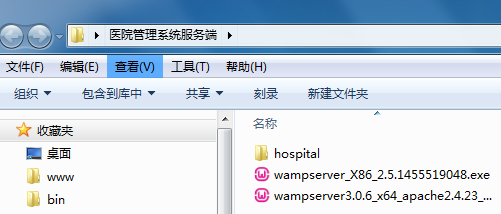 医院管理系统服务端
文件(F) 编辑(E) 查看(V) 工具(T) 帮助(H)
组织 包含到库中 共享 刻录 新建文件夹
收藏夹
桌面
www
bin
名称
hospital
wampserver_X86_2.5.1455519048.exe
wampserver3.0.6_x64_apache2.4.23_...